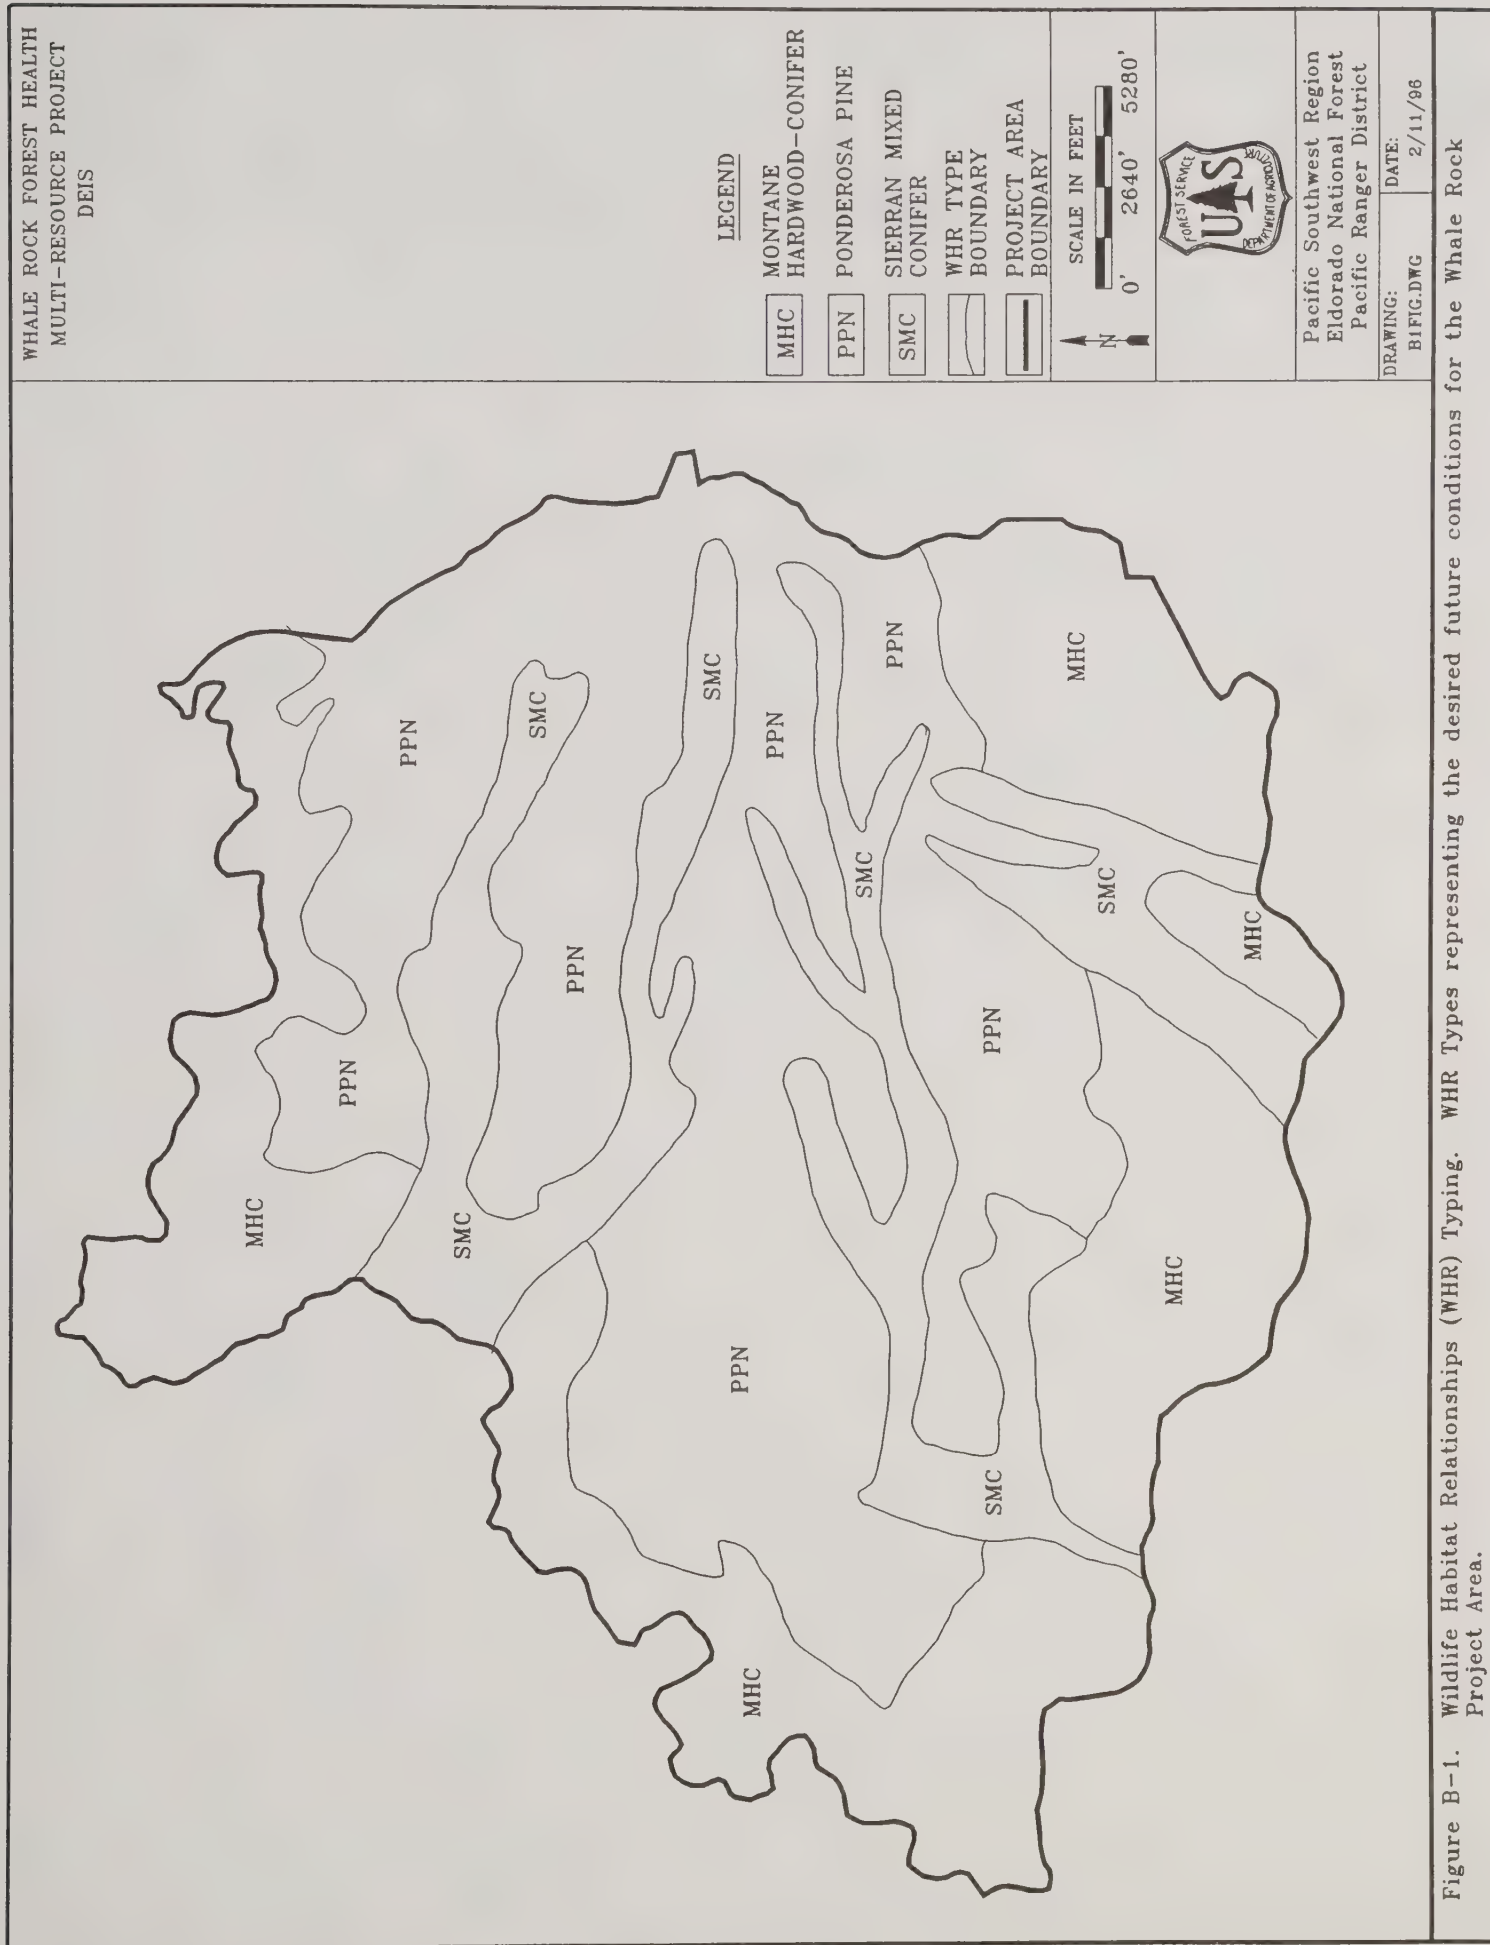 WHALE ROCK FOREST HEALTH
MULTI-RESOURCE PROJECT
DEIS
LEGEND
MHC MONTANE
HARDWOOD-CONIFER
PPN PONDEROSA PINE
SMC SIERRAN MIXED
CONIFER
WHR TYPE
BOUNDARY
PROJECT AREA
BOUNDARY
N
SCALE IN FEET
0' 2640' 5280'
FOREST SERVICE
UAS
DEPARTMENT OF AGRICULTURE
Pacific Southwest Region
Eldorado National Forest
Pacific Ranger District
DRAWING:
B1FIG.DWG
DATE:
2/11/96
MHC
PPN
PPN
SMC
SMC
PPN
SMC
PPN
PPN
SMC
PPN
MHC
PPN
SMC
MHC
MHC
SMC
MHC
Figure B-1. Wildlife Habitat Relationships (WHR) Typing. WHR Types representing the desired future conditions for the Whale Rock
Project Area.